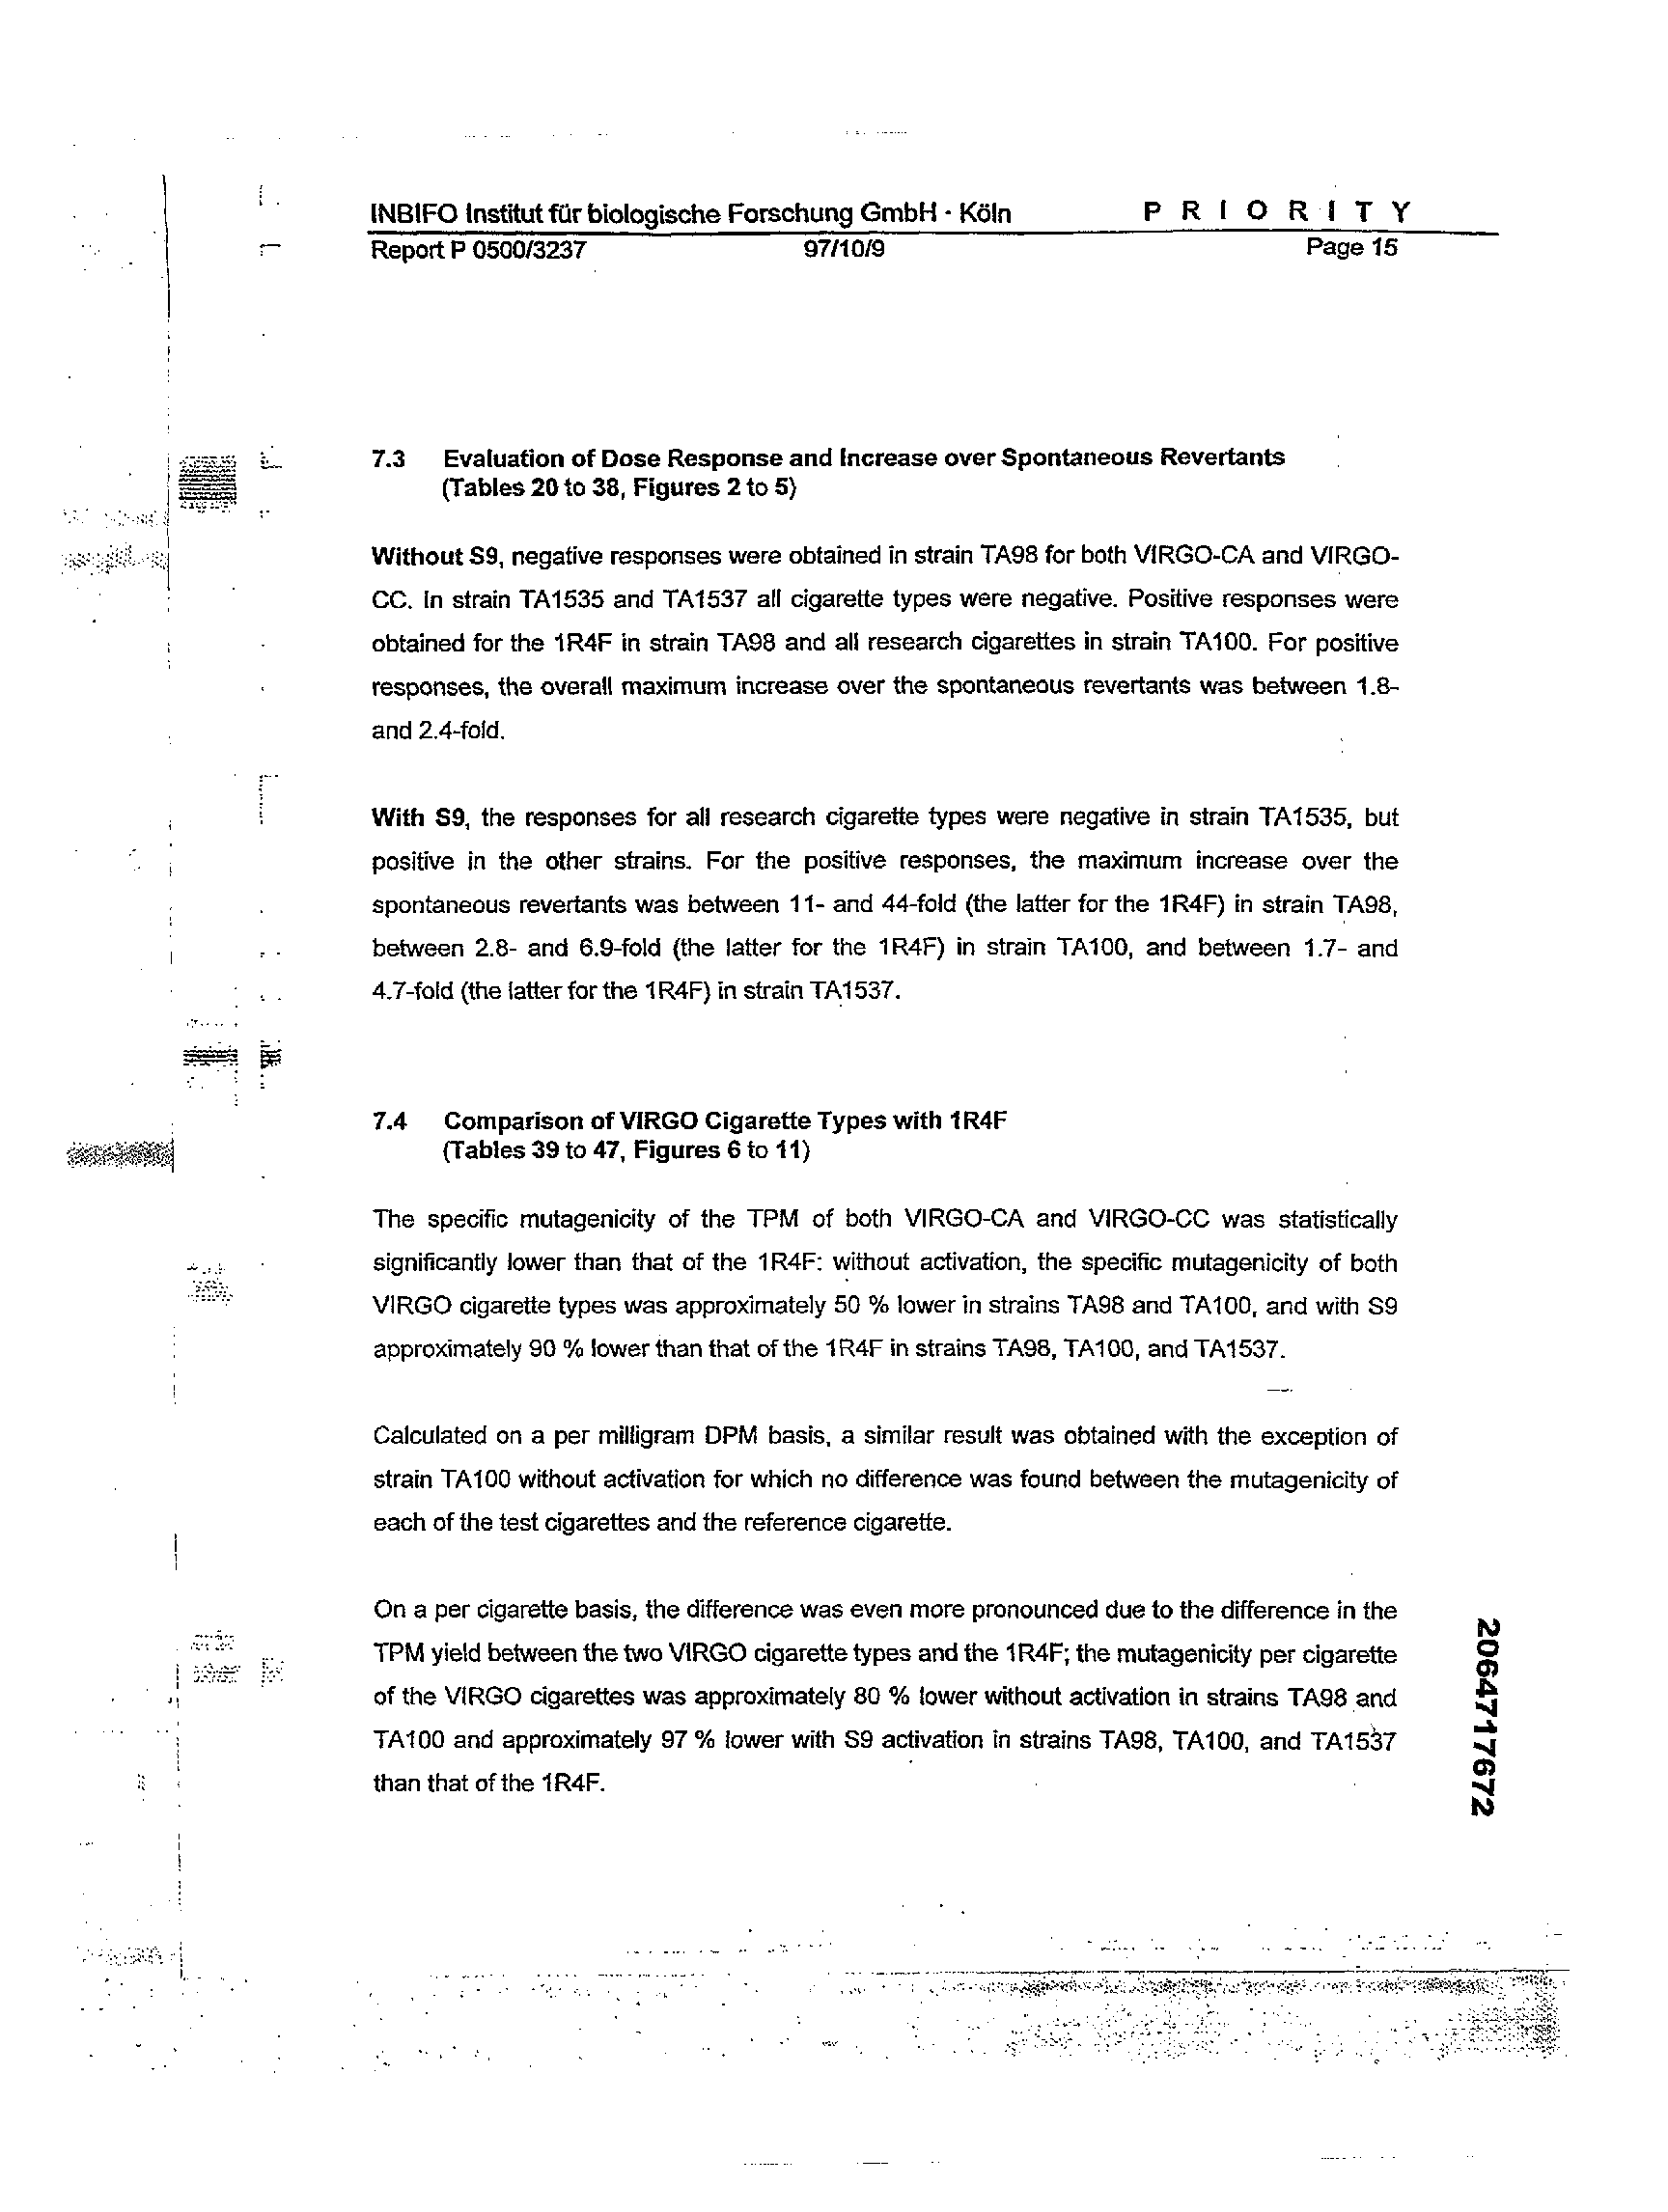 INBIFO Institut für biologische Forschung GmbH · Köln P R I O R I T Y
Report P 0500/3237 97/10/9 Page 15
7.3 Evaluation of Dose Response and Increase over Spontaneous Revertants
(Tables 20 to 38, Figures 2 to 5)
Without S9, negative responses were obtained in strain TA98 for both VIRGO-CA and VIRGO-
CC. In strain TA1535 and TA1537 all cigarette types were negative. Positive responses were
obtained for the 1R4F in strain TA98 and all research cigarettes in strain TA100. For positive
responses, the overall maximum increase over the spontaneous revertants was between 1.8-
and 2.4-fold.
With S9, the responses for all research cigarette types were negative in strain TA1535, but
positive in the other strains. For the positive responses, the maximum increase over the
spontaneous revertants was between 11- and 44-fold (the latter for the 1R4F) in strain TA98,
between 2.8- and 6.9-fold (the latter for the 1R4F) in strain TA100, and between 1.7- and
4.7-fold (the latter for the 1R4F) in strain TA1537.
7.4 Comparison of VIRGO Cigarette Types with 1R4F
(Tables 39 to 47, Figures 6 to 11)
The specific mutagenicity of the TPM of both VIRGO-CA and VIRGO-CC was statistically
significantly lower than that of the 1R4F: without activation, the specific mutagenicity of both
VIRGO cigarette types was approximately 50 % lower in strains TA98 and TA100, and with S9
approximately 90 % lower than that of the 1R4F in strains TA98, TA100, and TA1537.
Calculated on a per milligram DPM basis, a similar result was obtained with the exception of
strain TA100 without activation for which no difference was found between the mutagenicity of
each of the test cigarettes and the reference cigarette.
On a per cigarette basis, the difference was even more pronounced due to the difference in the
TPM yield between the two VIRGO cigarette types and the 1R4F; the mutagenicity per cigarette
of the VIRGO cigarettes was approximately 80 % lower without activation in strains TA98 and
TA100 and approximately 97 % lower with S9 activation in strains TA98, TA100, and TA1537
than that of the 1R4F.
2064717672